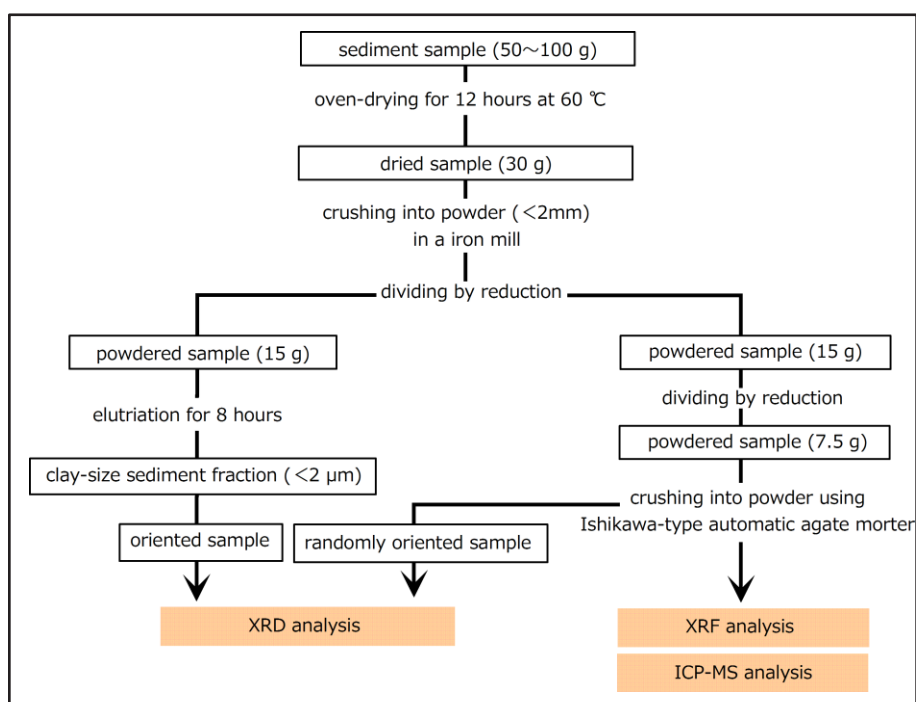 sediment sample (50～100 g)
oven-drying for 12 hours at 60 ℃
dried sample (30 g)
crushing into powder (＜2mm)
in a iron mill
dividing by reduction
powdered sample (15 g)
elutriation for 8 hours
clay-size sediment fraction (＜2 μm)
oriented sample
powdered sample (15 g)
dividing by reduction
powdered sample (7.5 g)
crushing into powder using
Ishikawa-type automatic agate morter
randomly oriented sample
XRD analysis
XRF analysis
ICP-MS analysis